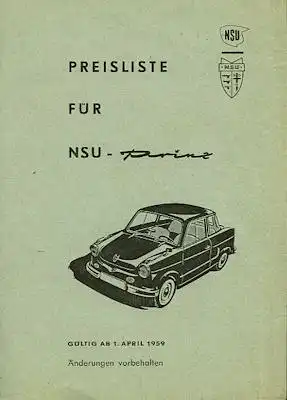 NSU
NSU
PREISLISTE
FÜR
NSU - Prinz
GÜLTIG AB 1. APRIL 1959
Änderungen vorbehalten